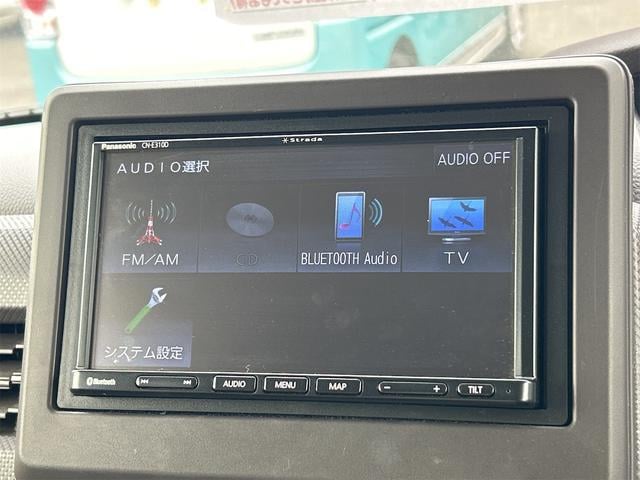 Panasonic CN-E310D
Strada
AUDIO選択
AUDIO OFF
FM/AM
CD
BLUETOOTH Audio
TV
システム設定
Bluetooth
AUDIO
MENU
MAP
TILT